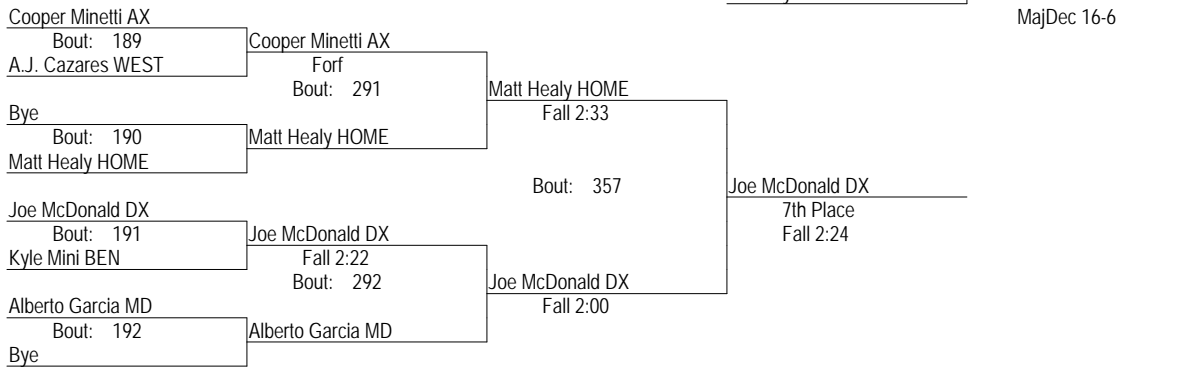 MajDec 16-6
Cooper Minetti AX
Bout: 189
A.J. Cazares WEST
Cooper Minetti AX
Forf
Bout: 291
Bye
Bout: 190
Matt Healy HOME
Matt Healy HOME
Matt Healy HOME
Fall 2:33
Bout: 357
Joe McDonald DX
Bout: 191
Kyle Mini BEN
Joe McDonald DX
Fall 2:22
Bout: 292
Alberto Garcia MD
Bout: 192
Bye
Alberto Garcia MD
Joe McDonald DX
Fall 2:00
Joe McDonald DX
7th Place
Fall 2:24